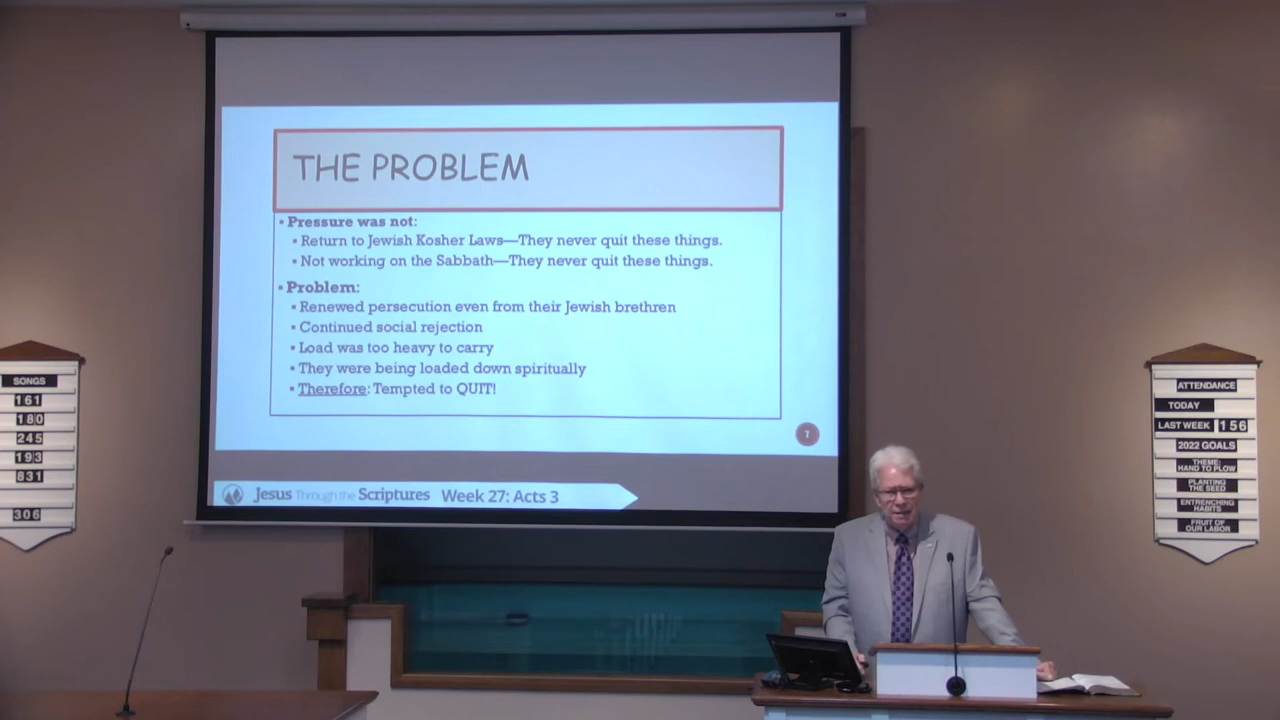 THE PROBLEM
▪ Pressure was not:
▪ Return to Jewish Kosher Laws—They never quit these things.
▪ Not working on the Sabbath—They never quit these things.
▪ Problem:
▪ Renewed persecution even from their Jewish brethren
▪ Continued social rejection
▪ Load was too heavy to carry
▪ They were being loaded down spiritually
▪ Therefore: Tempted to QUIT!
7
Jesus Through the Scriptures Week 27: Acts 3
SONGS
161
180
245
193
831
306
ATTENDANCE
TODAY
LAST WEEK 156
2022 GOALS
THEME:
HAND TO PLOW
PLANTING
THE SEED
ENTRENCHING
HABITS
FRUIT OF
OUR LABOR